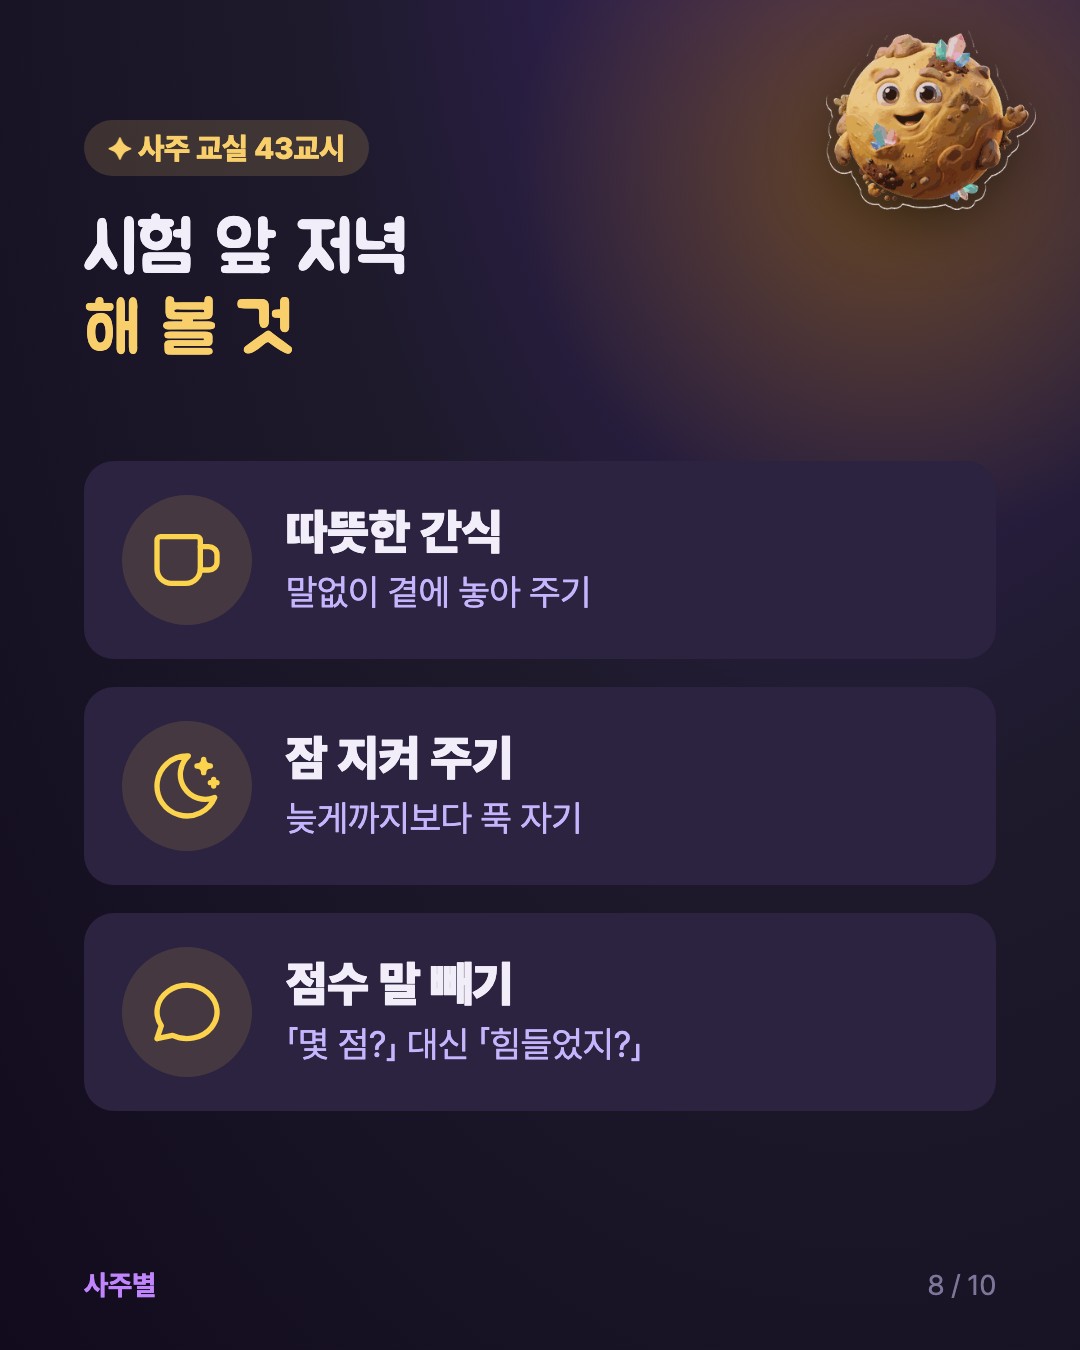 ✦ 사주 교실 43교시
시험 앞 저녁
해 볼 것
따뜻한 간식
말없이 곁에 놓아 주기
잠 지켜 주기
늦게까지보다 푹 자기
점수 말 빼기
「몇 점?」 대신 「힘들었지?」
사주별
8 / 10